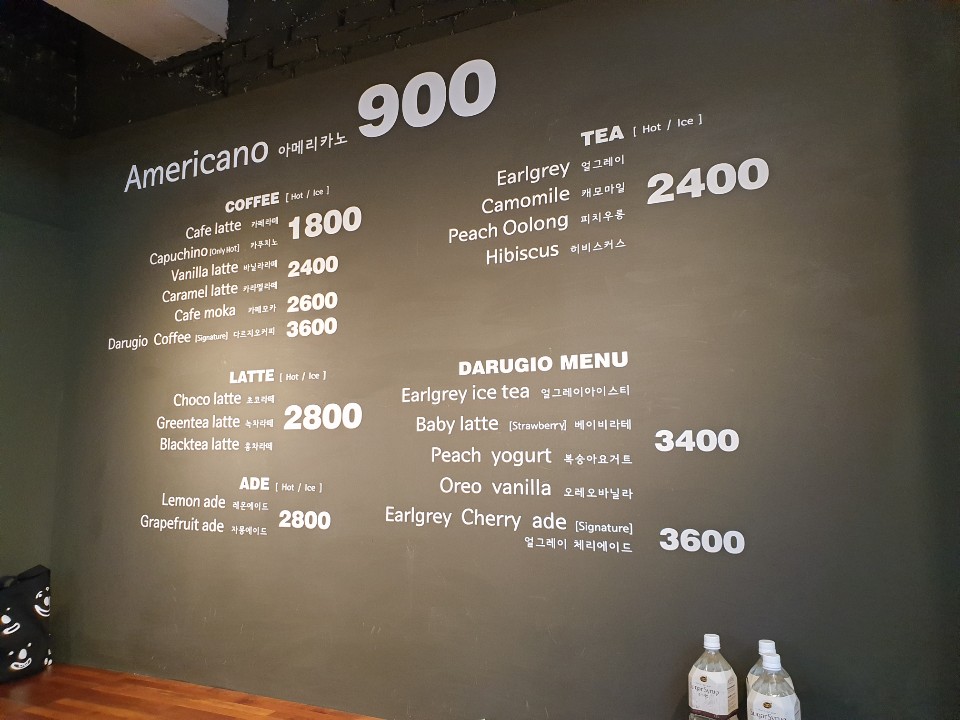 Americano 아메리카노 900
COFFEE [ Hot / Ice ]
Cafe latte 카페라떼
Capuchino [Only HOT] 카푸치노
1800
Vanilla latte 바닐라라떼
Caramel latte 카라멜라떼
2400
Cafe moka 카페모카 2600
Darugio Coffee [Signature] 다르지오커피 3600
LATTE [ Hot / Ice ]
Choco latte 초코라떼
Greentea latte 녹차라떼 2800
Blacktea latte 홍차라떼
ADE [ Hot / Ice ]
Lemon ade 레몬에이드
Grapefruit ade 자몽에이드
2800
TEA [ Hot / Ice ]
Earlgrey 얼그레이
Camomile 캐모마일
2400
Peach Oolong 피치우롱
Hibiscus 히비스커스
DARUGIO MENU
Earlgrey ice tea 얼그레이아이스티
Baby latte [Strawberry] 베이비라테
3400
Peach yogurt 복숭아요거트
Oreo vanilla 오레오바닐라
Earlgrey Cherry ade [Signature]
얼그레이 체리에이드
3600